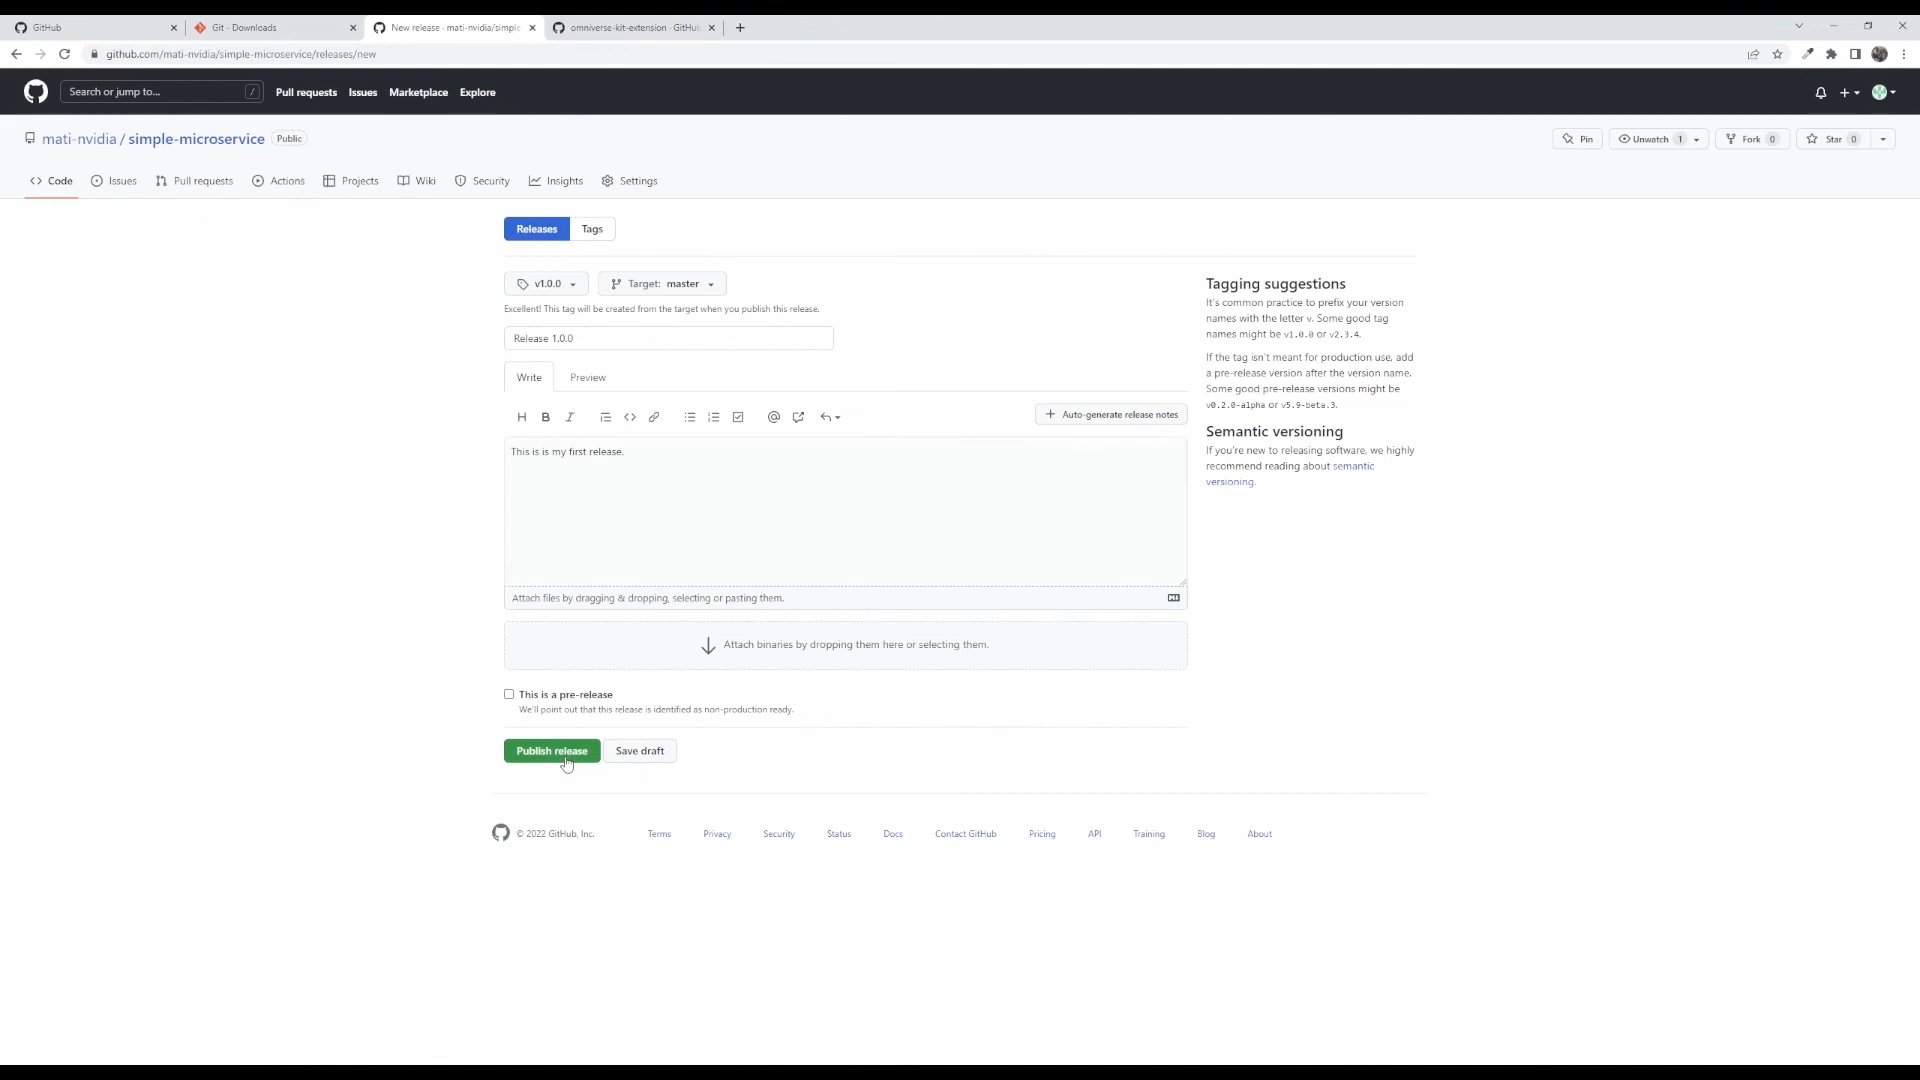 GitHub
Git - Downloads
New release · mati-nvidia/simple
omniverse-kit-extension · GitHub
github.com/mati-nvidia/simple-microservice/releases/new
Search or jump to... /
Pull requests Issues Marketplace Explore
mati-nvidia / simple-microservice Public
Pin Unwatch 1 Fork 0 Star 0
Code Issues Pull requests Actions Projects Wiki Security Insights Settings
Releases Tags
v1.0.0 Target: master
Excellent! This tag will be created from the target when you publish this release.
Release 1.0.0
Write Preview
Auto-generate release notes
This is is my first release.
Attach files by dragging & dropping, selecting or pasting them.
Attach binaries by dropping them here or selecting them.
This is a pre-release
We'll point out that this release is identified as non-production ready.
Publish release Save draft
Tagging suggestions
It's common practice to prefix your version
names with the letter v. Some good tag
names might be v1.0.0 or v2.3.4.
If the tag isn't meant for production use, add
a pre-release version after the version name.
Some good pre-release versions might be
v0.2.0-alpha or v5.9-beta.3.
Semantic versioning
If you're new to releasing software, we highly
recommend reading about semantic
versioning.
© 2022 GitHub, Inc. Terms Privacy Security Status Docs Contact GitHub Pricing API Training Blog About